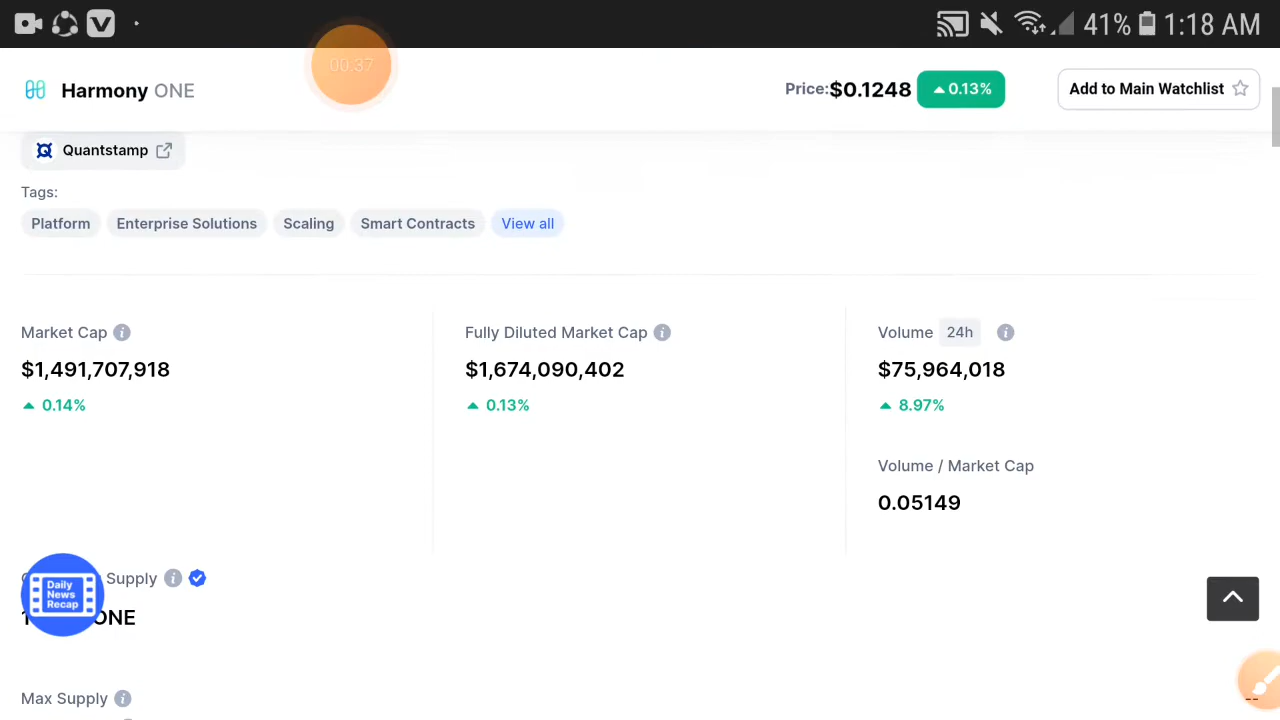 41% 1:18 AM
00:37
Harmony ONE
Price:$0.1248 0.13% Add to Main Watchlist
Quantstamp
Tags:
Platform Enterprise Solutions Scaling Smart Contracts View all
Market Cap Fully Diluted Market Cap Volume 24h
$1,491,707,918 $1,674,090,402 $75,964,018
0.14% 0.13% 8.97%
Volume / Market Cap
0.05149
Supply
Daily
News
Recap
ONE
Max Supply
--